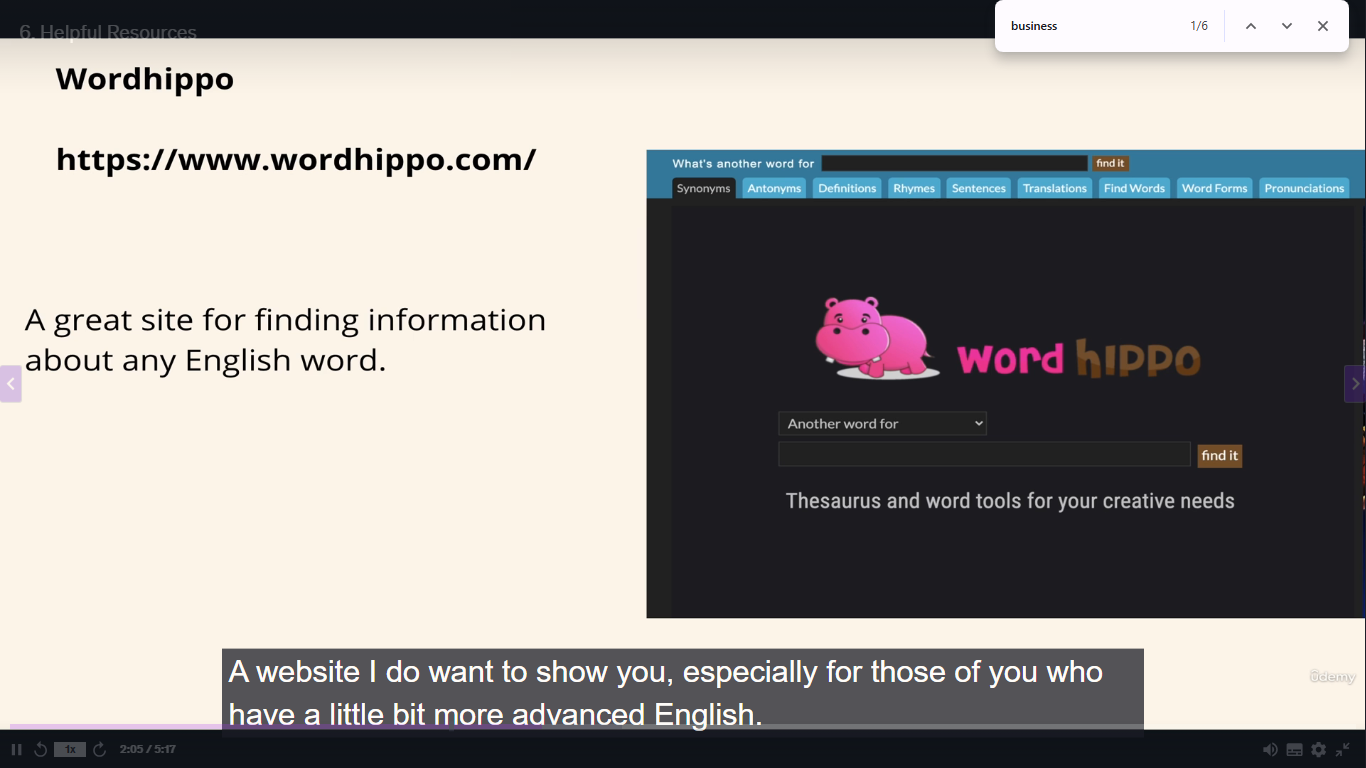 6. Helpful Resources
business 1/6
Wordhippo
https://www.wordhippo.com/
What's another word for find it
Synonyms Antonyms Definitions Rhymes Sentences Translations Find Words Word Forms Pronunciations
A great site for finding information
about any English word.
word hippo
Another word for
find it
Thesaurus and word tools for your creative needs
A website I do want to show you, especially for those of you who
have a little bit more advanced English.
ûdemy
1x 2:05 / 5:17